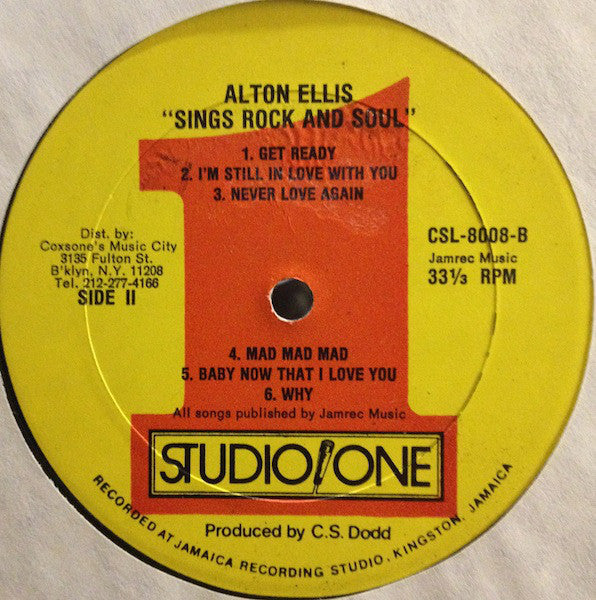 ALTON ELLIS
"SINGS ROCK AND SOUL"
1. GET READY
2. I'M STILL IN LOVE WITH YOU
3. NEVER LOVE AGAIN
Dist. by:
Coxsone's Music City
3135 Fulton St.
B'klyn, N.Y. 11208
Tel. 212-277-4166
SIDE II
CSL-8008-B
Jamrec Music
33⅓ RPM
4. MAD MAD MAD
5. BABY NOW THAT I LOVE YOU
6. WHY
All songs published by Jamrec Music
STUDIO ONE
Produced by C.S. Dodd
RECORDED AT JAMAICA RECORDING STUDIO, KINGSTON, JAMAICA